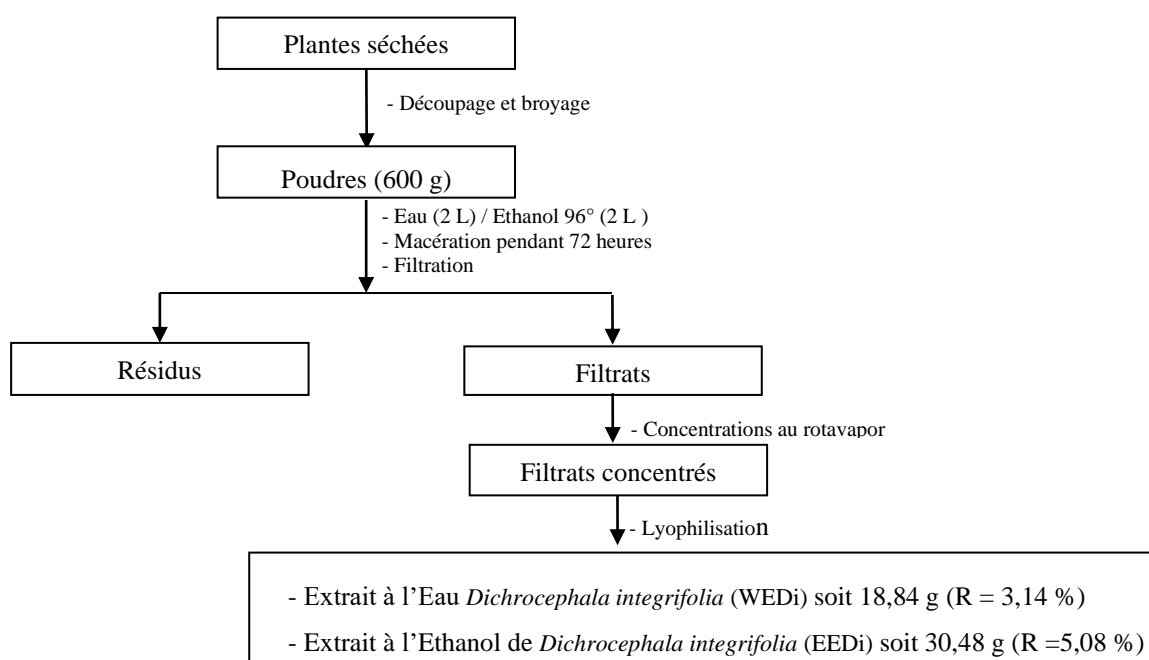 Plantes séchées
- Découpage et broyage
Poudres (600 g)
- Eau (2 L) / Ethanol 96° (2 L )
- Macération pendant 72 heures
- Filtration
Résidus
Filtrats
- Concentrations au rotavapor
Filtrats concentrés
- Lyophilisation
- Extrait à l’Eau Dichrocephala integrifolia (WEDi) soit 18,84 g (R = 3,14 %)
- Extrait à l’Ethanol de Dichrocephala integrifolia (EEDi) soit 30,48 g (R =5,08 %)